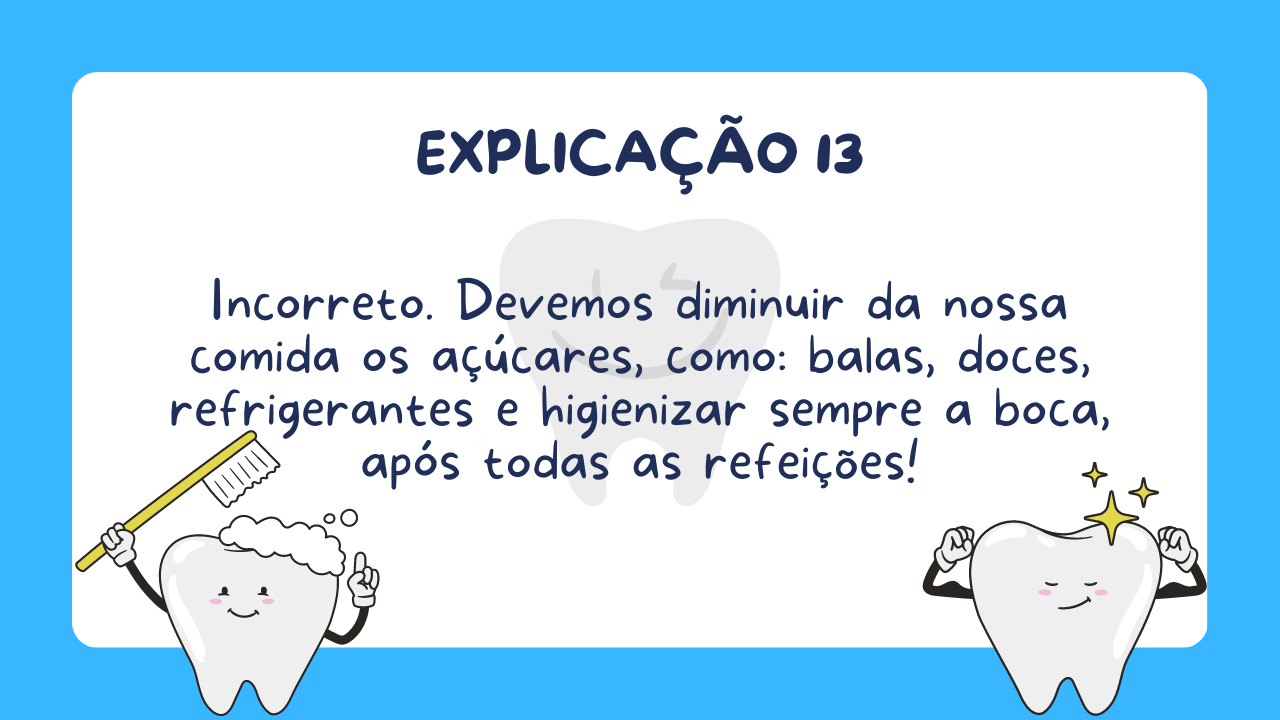 EXPLICAÇÃO 13
Incorreto. Devemos diminuir da nossa
comida os açúcares, como: balas, doces,
refrigerantes e higienizar sempre a boca,
após todas as refeições!